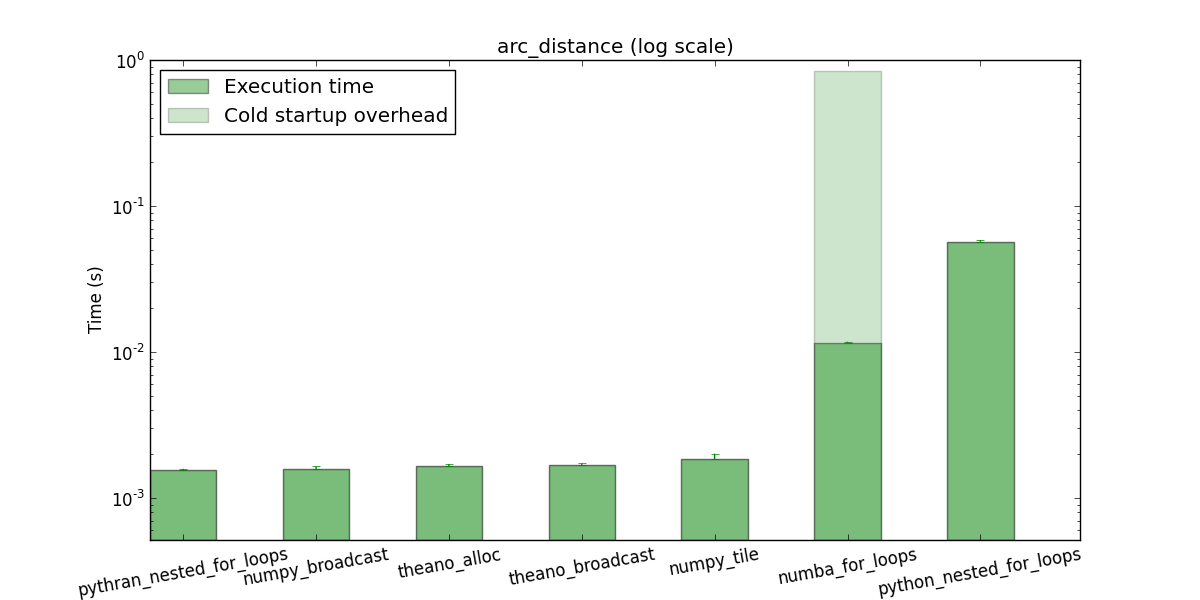 arc_distance (log scale)
Execution time
Cold startup overhead
Time (s)
10^0
10^-1
10^-2
10^-3
pythran_nested_for_loops
numpy_broadcast
theano_alloc
theano_broadcast
numpy_tile
numba_for_loops
python_nested_for_loops